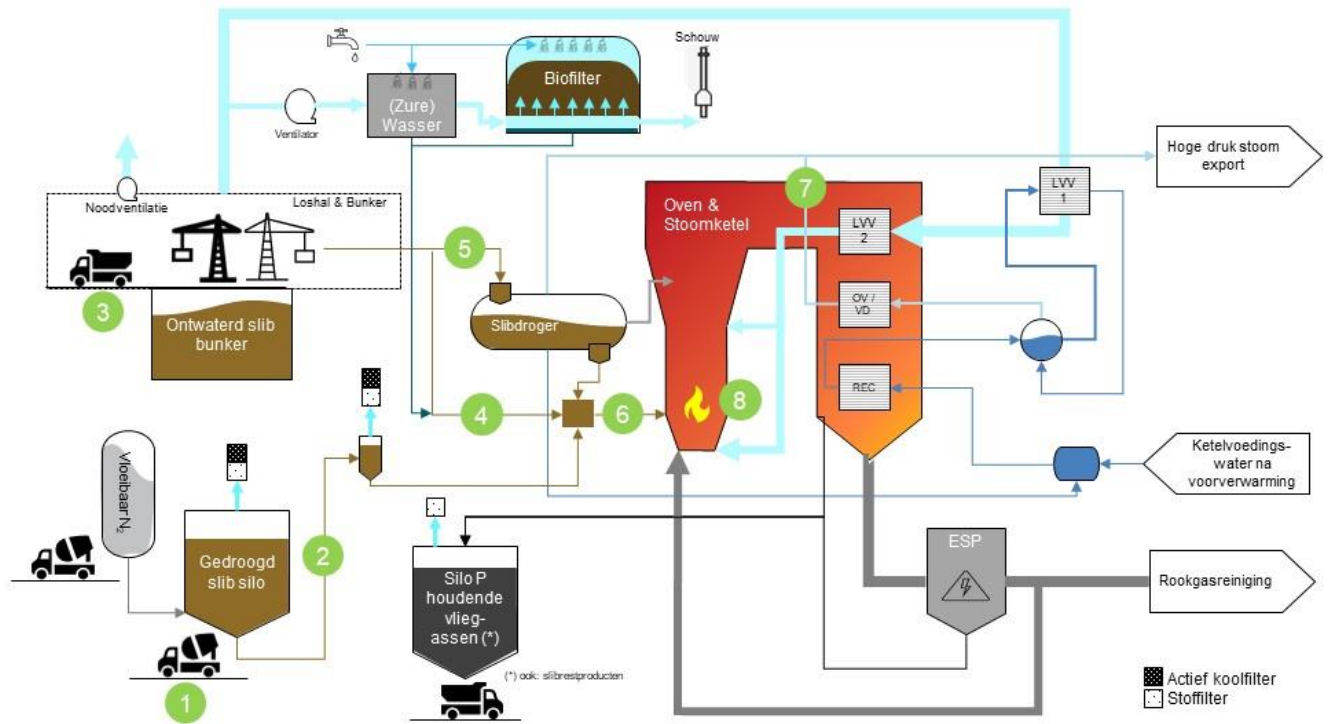 Schouw
Biofilter
(Zure)
Wasser
Ventilator
Hoge druk stoom
export
Noodventilatie
Loshal & Bunker
LVV
1
7
Oven &
Stoomketel
LVV
2
5
3
Ontwaterd slib
bunker
Slibdroger
OV /
VD
REC
8
4
6
Vloeibaar N2
Ketelvoedings-
water na
voorverwarming
2
Gedroogd
slib silo
Silo P
houdende
vlieg-
assen (*)
ESP
Rookgasreiniging
(*) ook: slibrestproducten
1
Actief koolfilter
Stoffilter